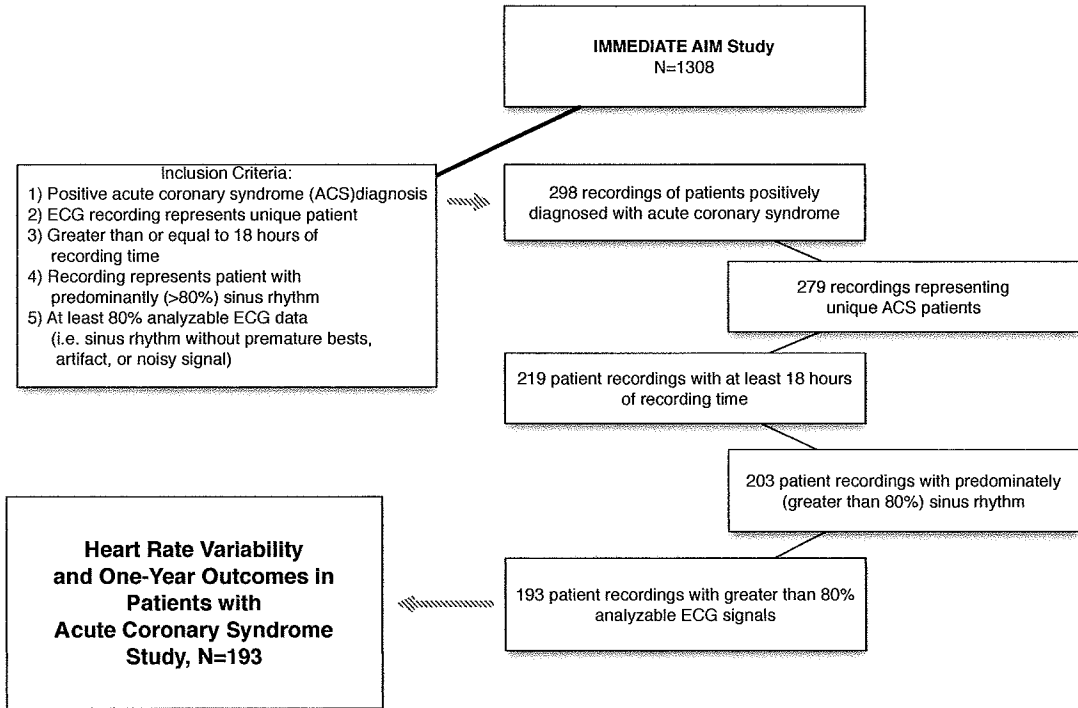 IMMEDIATE AIM Study
N=1308
Inclusion Criteria:
1) Positive acute coronary syndrome (ACS)diagnosis
2) ECG recording represents unique patient
3) Greater than or equal to 18 hours of
recording time
4) Recording represents patient with
predominantly (>80%) sinus rhythm
5) At least 80% analyzable ECG data
(i.e. sinus rhythm without premature bests,
artifact, or noisy signal)
298 recordings of patients positively
diagnosed with acute coronary syndrome
279 recordings representing
unique ACS patients
219 patient recordings with at least 18 hours
of recording time
203 patient recordings with predominately
(greater than 80%) sinus rhythm
193 patient recordings with greater than 80%
analyzable ECG signals
Heart Rate Variability
and One-Year Outcomes in
Patients with
Acute Coronary Syndrome
Study, N=193